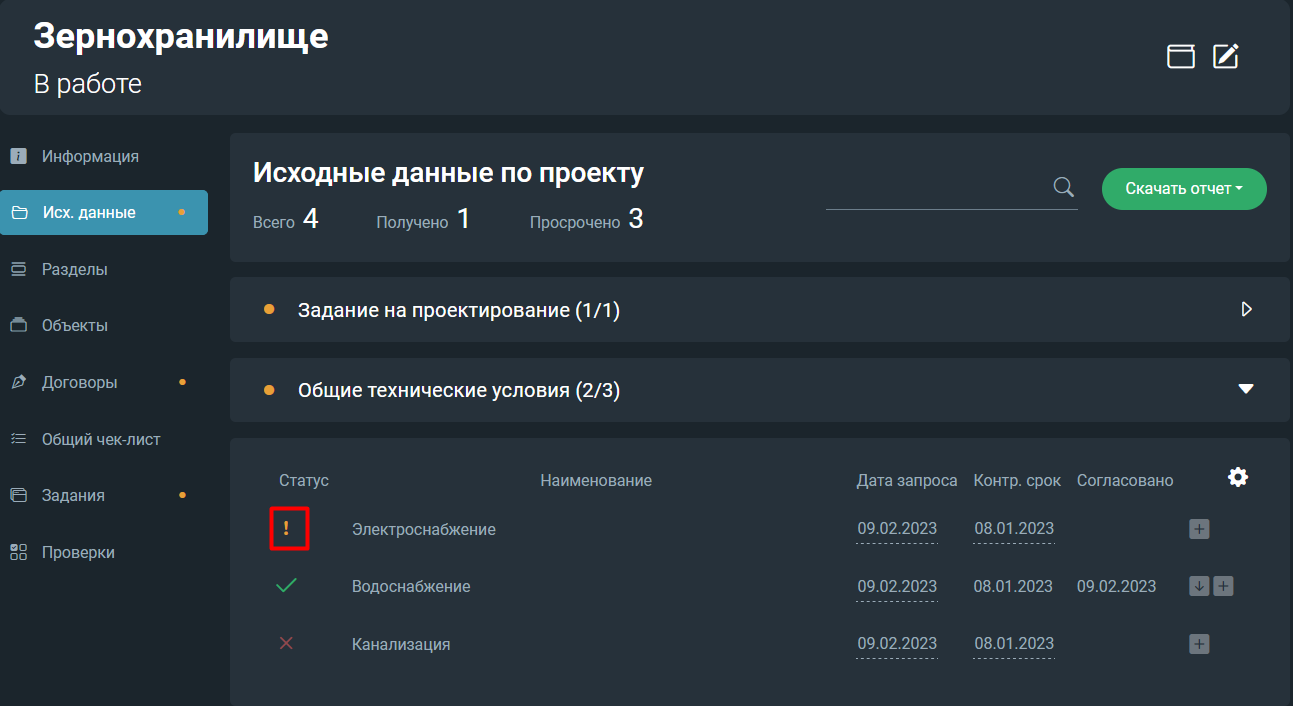 Зернохранилище
В работе
Информация
Исх. данные
Разделы
Объекты
Договоры
Общий чек-лист
Задания
Проверки
Исходные данные по проекту
Всего 4 Получено 1 Просрочено 3
Скачать отчет
Задание на проектирование (1/1)
Общие технические условия (2/3)
Статус Наименование Дата запроса Контр. срок Согласовано
! Электроснабжение 09.02.2023 08.01.2023
Водоснабжение 09.02.2023 08.01.2023 09.02.2023
Канализация 09.02.2023 08.01.2023